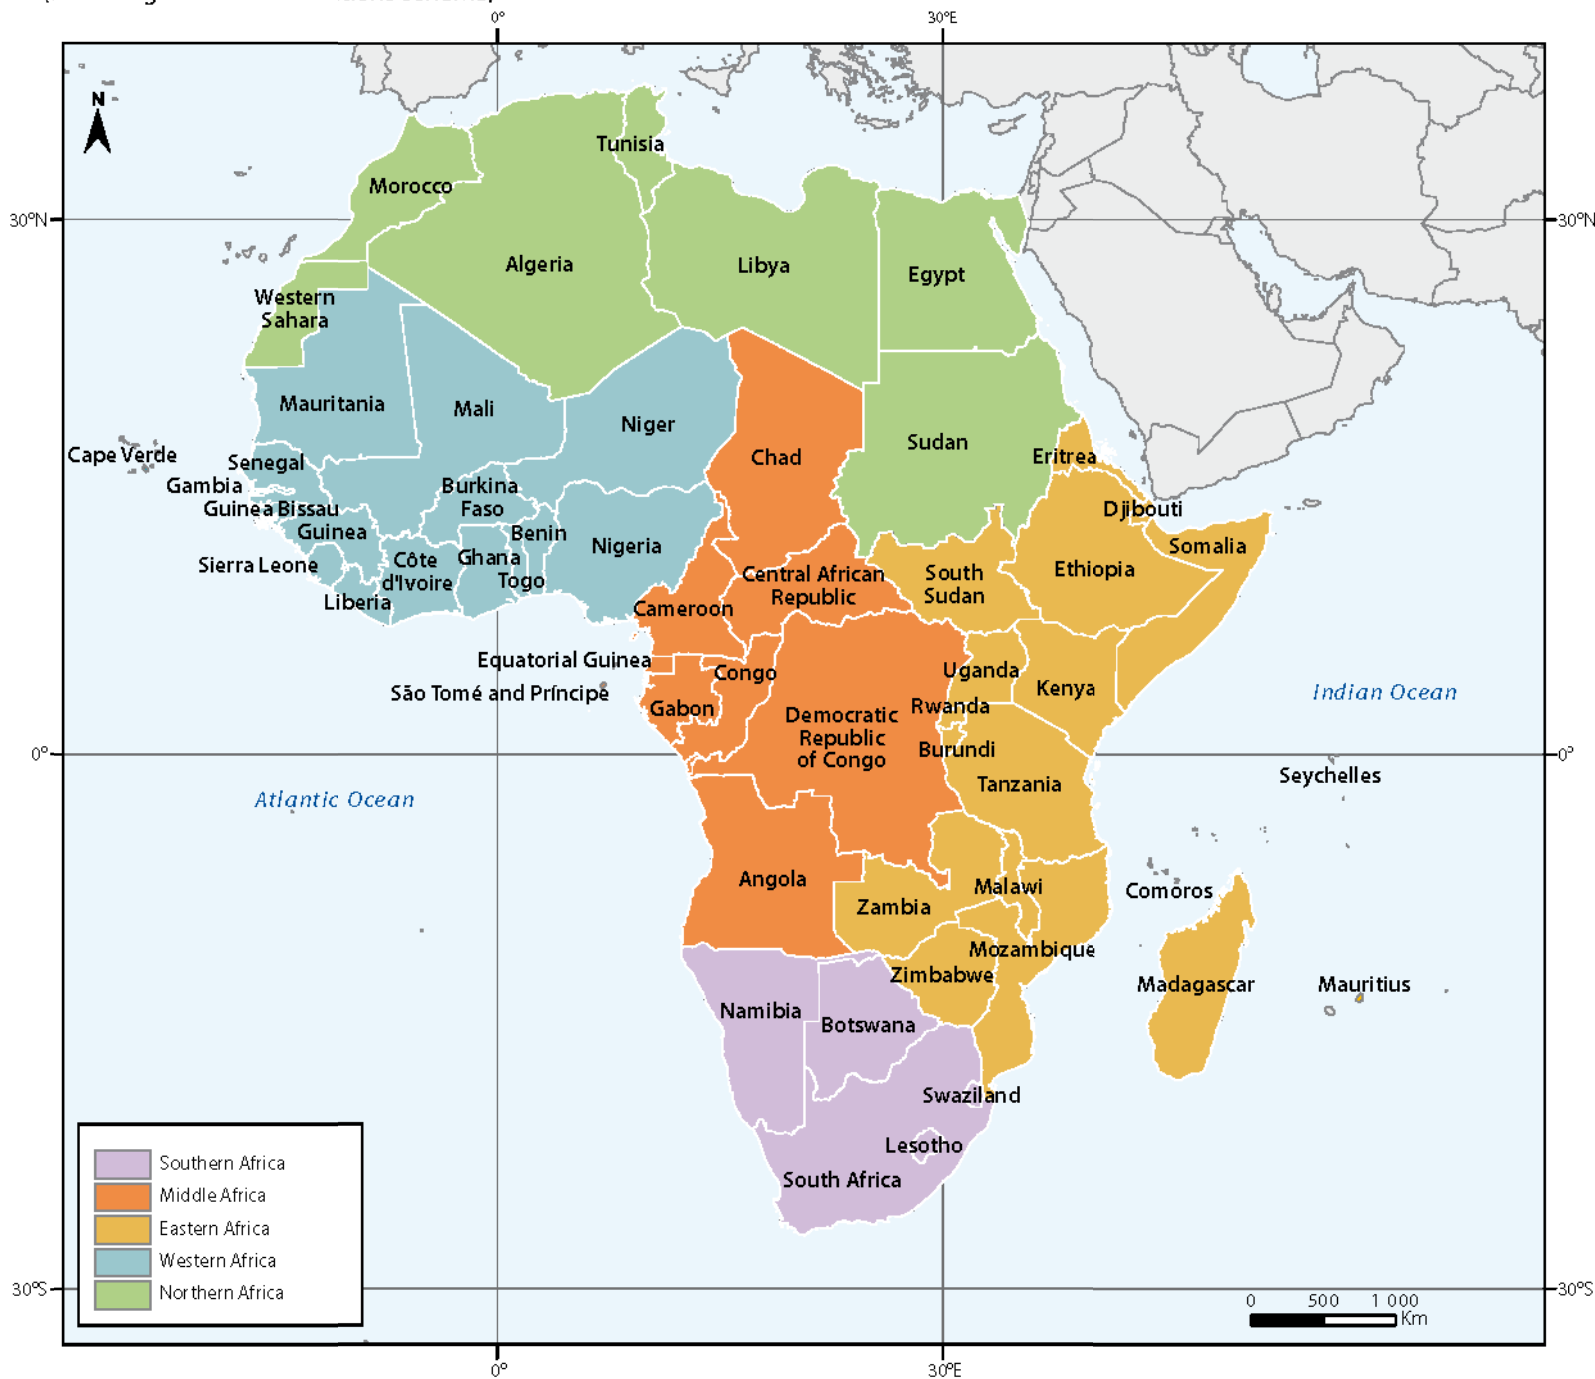 0°
30°E
N
Tunisia
Morocco
30°N
30°N
Algeria
Libya
Egypt
Western
Sahara
Mauritania
Mali
Niger
Sudan
Chad
Cape Verde
Senegal
Eritrea
Gambia
Burkina
Faso
Guinea Bissau
Djibouti
Guinea
Benin
Nigeria
Somalia
Sierra Leone
Côte
d'Ivoire
Ghana
Togo
Central African
Republic
South
Sudan
Ethiopia
Liberia
Cameroon
Equatorial Guinea
Congo
Uganda
Kenya
São Tomé and Príncipe
Gabon
Rwanda
Indian Ocean
Democratic
Republic
of Congo
Burundi
0°
0°
Tanzania
Seychelles
Atlantic Ocean
Angola
Malawi
Comoros
Zambia
Mozambique
Zimbabwe
Madagascar
Mauritius
Namibia
Botswana
Swaziland
Lesotho
South Africa
Southern Africa
Middle Africa
Eastern Africa
Western Africa
Northern Africa
30°S
30°S
0 500 1 000
Km
0°
30°E